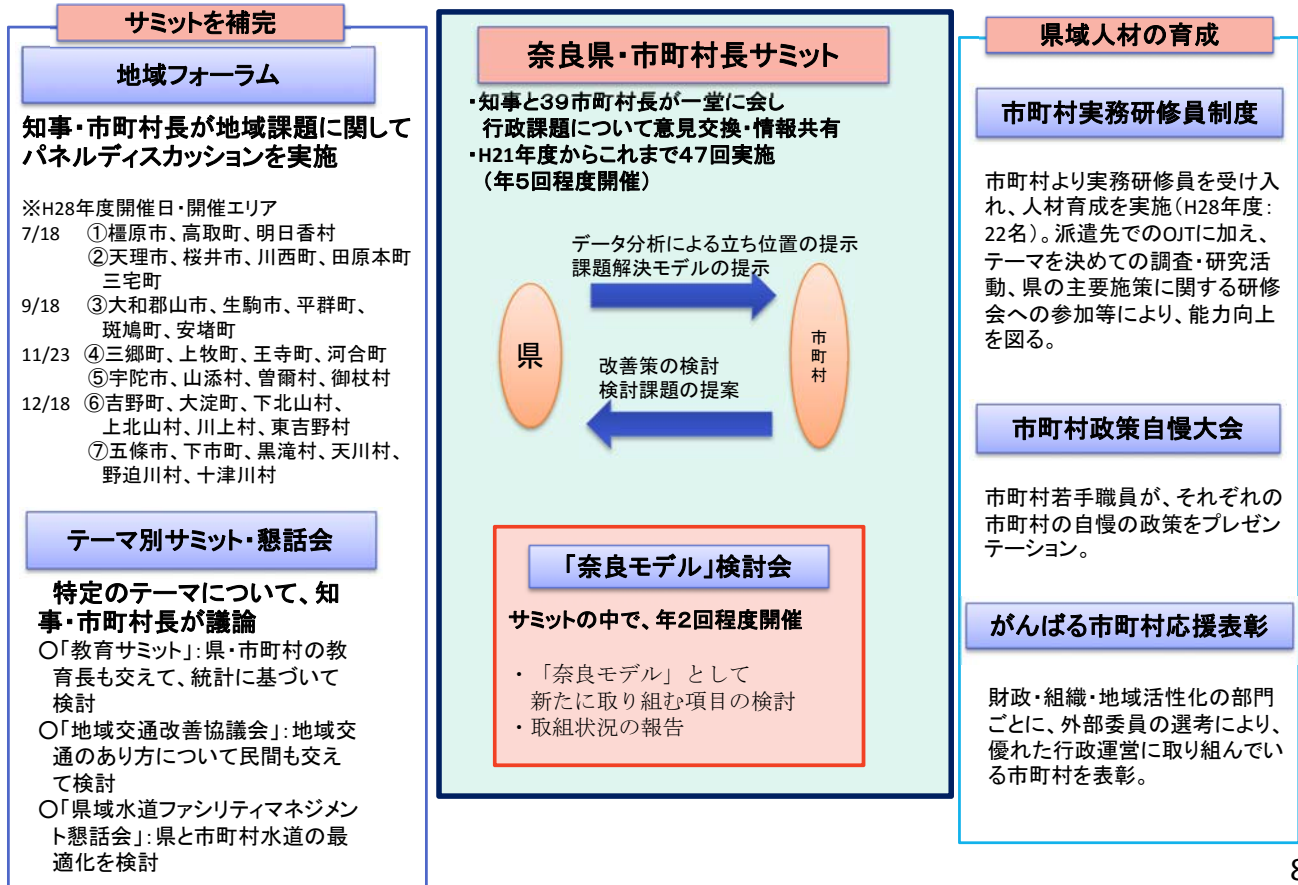 サミットを補完
地域フォーラム
知事・市町村長が地域課題に関して
パネルディスカッションを実施
※H28年度開催日・開催エリア
7/18 ①橿原市、高取町、明日香村
②天理市、桜井市、川西町、田原本町
三宅町
9/18 ③大和郡山市、生駒市、平群町、
斑鳩町、安堵町
11/23 ④三郷町、上牧町、王寺町、河合町
⑤宇陀市、山添村、曽爾村、御杖村
12/18 ⑥吉野町、大淀町、下北山村、
上北山村、川上村、東吉野村
⑦五條市、下市町、黒滝村、天川村、
野迫川村、十津川村
テーマ別サミット・懇話会
特定のテーマについて、知
事・市町村長が議論
○「教育サミット」：県・市町村の教
育長も交えて、統計に基づいて
検討
○「地域交通改善協議会」：地域交
通のあり方について民間も交え
て検討
○「県域水道ファシリティマネジメン
ト懇話会」：県と市町村水道の最
適化を検討
奈良県・市町村長サミット
・知事と39市町村長が一堂に会し
行政課題について意見交換・情報共有
・H21年度からこれまで47回実施
（年5回程度開催）
データ分析による立ち位置の提示
課題解決モデルの提示
県
市
町
村
改善策の検討
検討課題の提案
「奈良モデル」検討会
サミットの中で、年2回程度開催
・「奈良モデル」として
新たに取り組む項目の検討
・取組状況の報告
県域人材の育成
市町村実務研修員制度
市町村より実務研修員を受け入
れ、人材育成を実施（H28年度：
22名）。派遣先でのOJTに加え、
テーマを決めての調査・研究活
動、県の主要施策に関する研修
会への参加等により、能力向上
を図る。
市町村政策自慢大会
市町村若手職員が、それぞれの
市町村の自慢の政策をプレゼン
テーション。
がんばる市町村応援表彰
財政・組織・地域活性化の部門
ごとに、外部委員の選考により、
優れた行政運営に取り組んでい
る市町村を表彰。
8